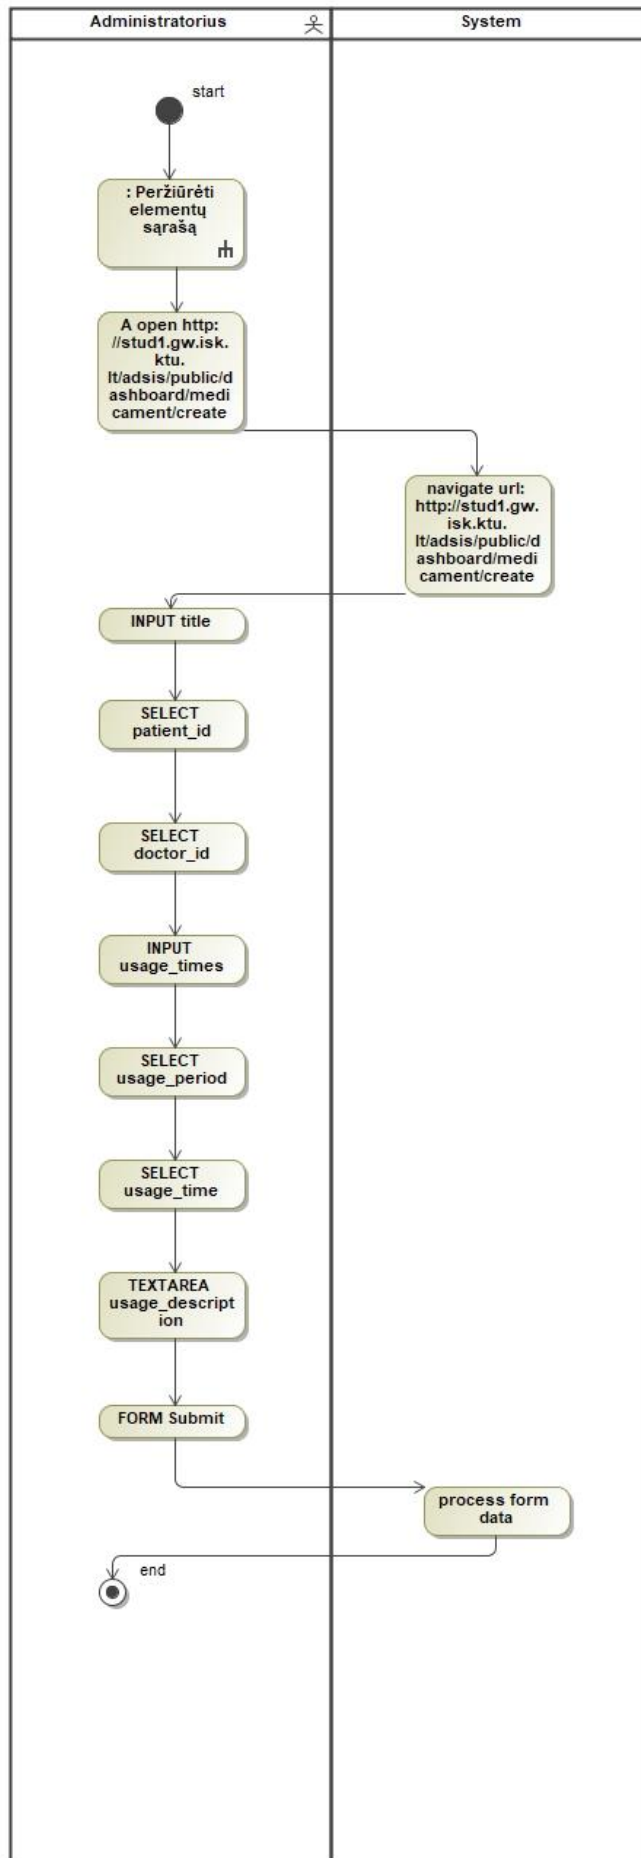 Administratorius
System
start
: Peržiūrėti
elementų
sąrašą
A open http:
//stud1.gw.isk.
ktu.
lt/adsis/public/d
ashboard/medi
cament/create
navigate url:
http://stud1.gw.
isk.ktu.
lt/adsis/public/d
ashboard/medi
cament/create
INPUT title
SELECT
patient_id
SELECT
doctor_id
INPUT
usage_times
SELECT
usage_period
SELECT
usage_time
TEXTAREA
usage_descript
ion
FORM Submit
process form
data
end